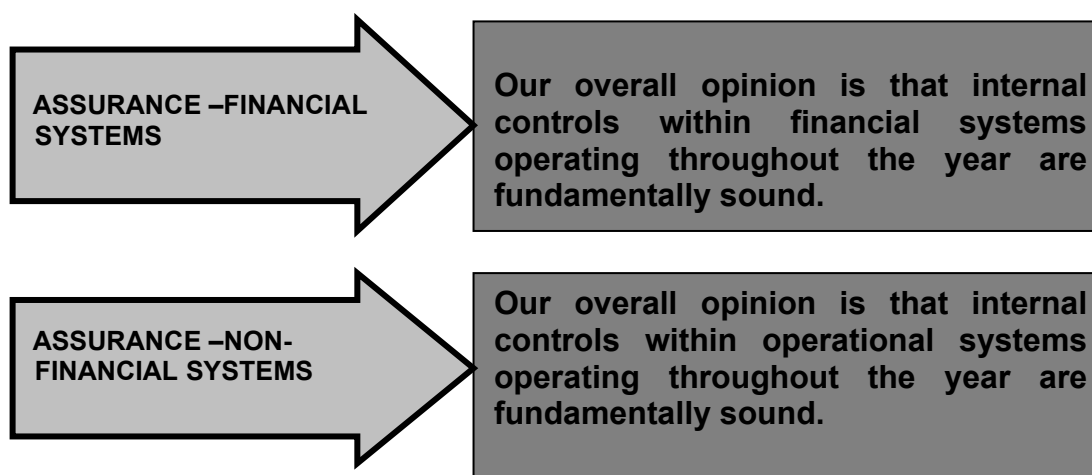 ASSURANCE –FINANCIAL
SYSTEMS
Our overall opinion is that internal
controls within financial systems
operating throughout the year are
fundamentally sound.
ASSURANCE –NON-
FINANCIAL SYSTEMS
Our overall opinion is that internal
controls within operational systems
operating throughout the year are
fundamentally sound.